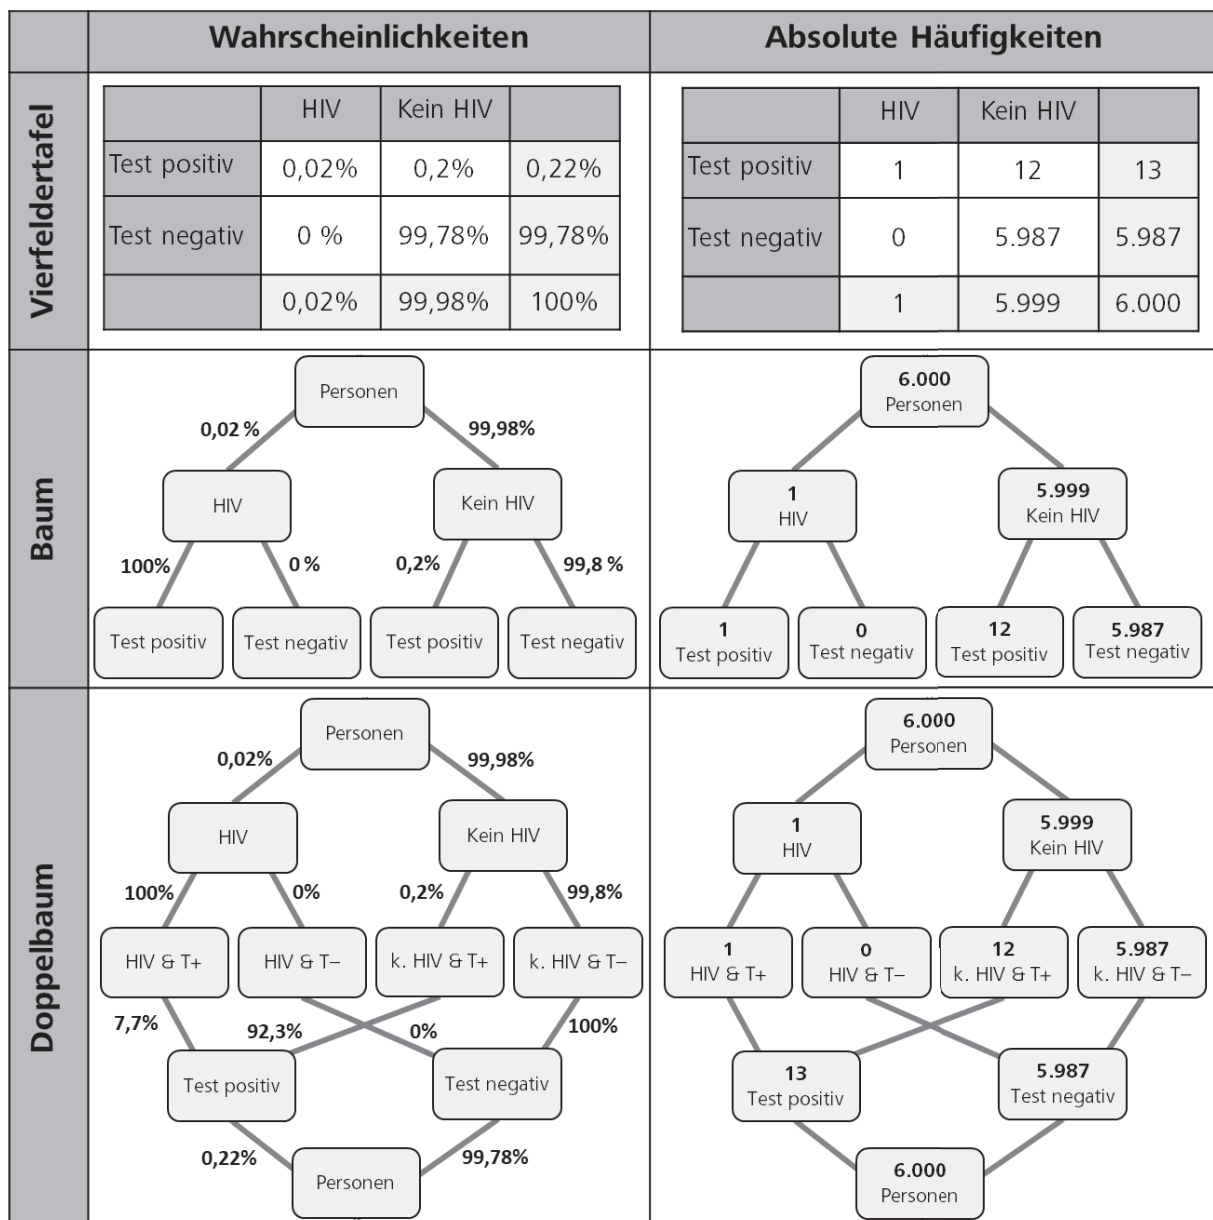 Wahrscheinlichkeiten Absolute Häufigkeiten
Vierfeldertafel
HIV Kein HIV
Test positiv 0,02% 0,2% 0,22%
Test negativ 0 % 99,78% 99,78%
0,02% 99,98% 100%
HIV Kein HIV
Test positiv 1 12 13
Test negativ 0 5.987 5.987
1 5.999 6.000
Baum
Personen
0,02 % 99,98%
HIV Kein HIV
100% 0 % 0,2% 99,8 %
Test positiv Test negativ Test positiv Test negativ
6.000
Personen
1 5.999
HIV Kein HIV
1 0 12 5.987
Test positiv Test negativ Test positiv Test negativ
Doppelbaum
Personen
0,02% 99,98%
HIV Kein HIV
100% 0% 0,2% 99,8%
HIV & T+ HIV & T– k. HIV & T+ k. HIV & T–
7,7% 92,3% 0% 100%
Test positiv Test negativ
0,22% 99,78%
Personen
6.000
Personen
1 5.999
HIV Kein HIV
1 0 12 5.987
HIV & T+ HIV & T– k. HIV & T+ k. HIV & T–
13 5.987
Test positiv Test negativ
6.000
Personen